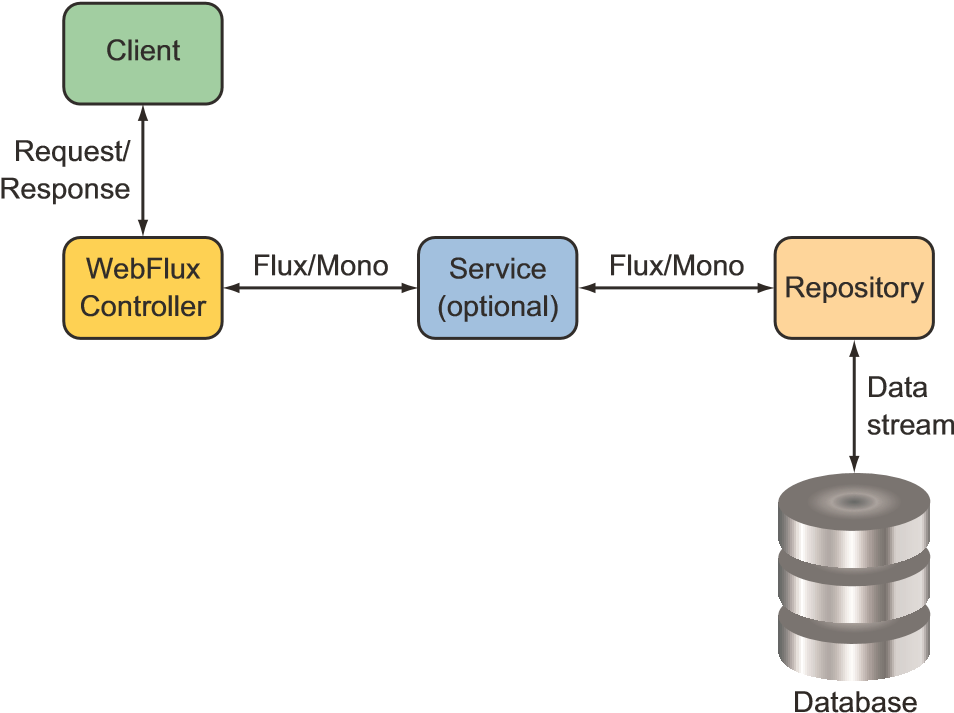 Client
Request/
Response
WebFlux
Controller
Flux/Mono
Service
(optional)
Flux/Mono
Repository
Data
stream
Database